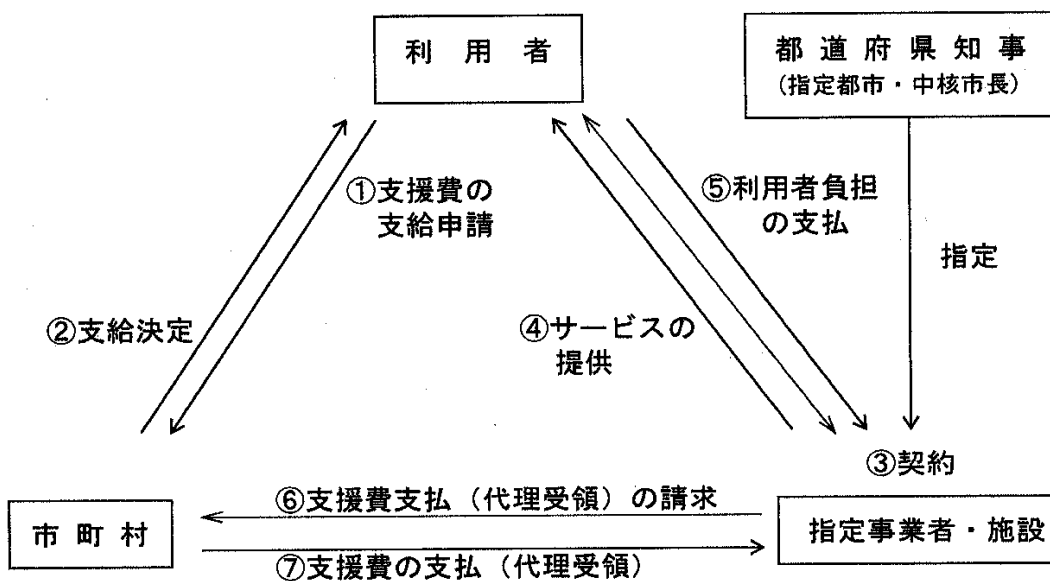 利用者
都道府県知事
(指定都市・中核市長)
①支援費の
支給申請
⑤利用者負担
の支払
指定
②支給決定
④サービスの
提供
③契約
⑥支援費支払(代理受領)の請求
市町村
指定事業者・施設
⑦支援費の支払(代理受領)